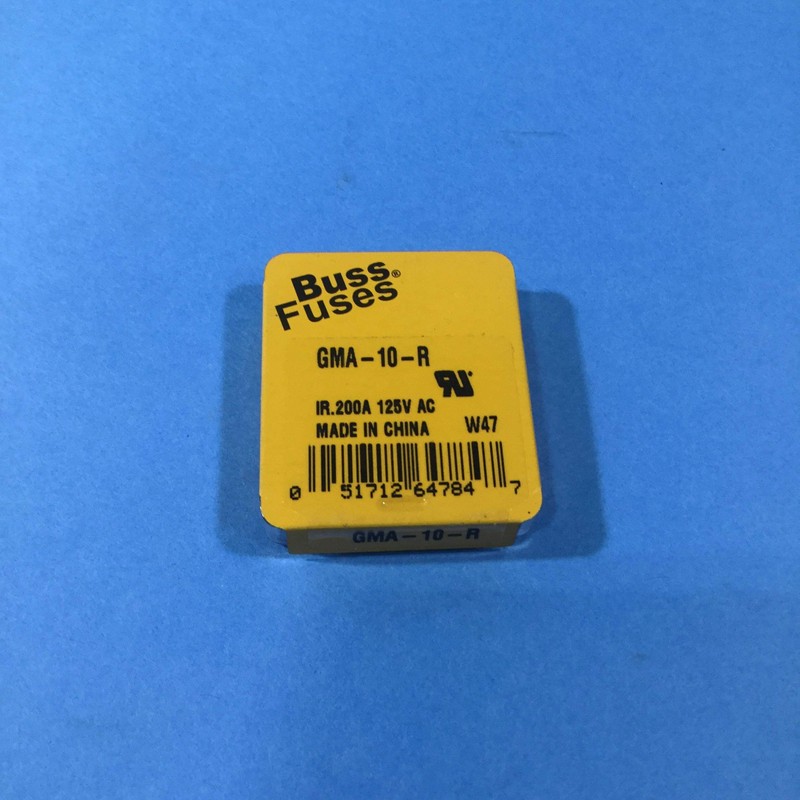 Buss®
Fuses
GMA-10-R
IR.200A 125V AC
MADE IN CHINA W47
0 51712 64784 7
GMA-10-R